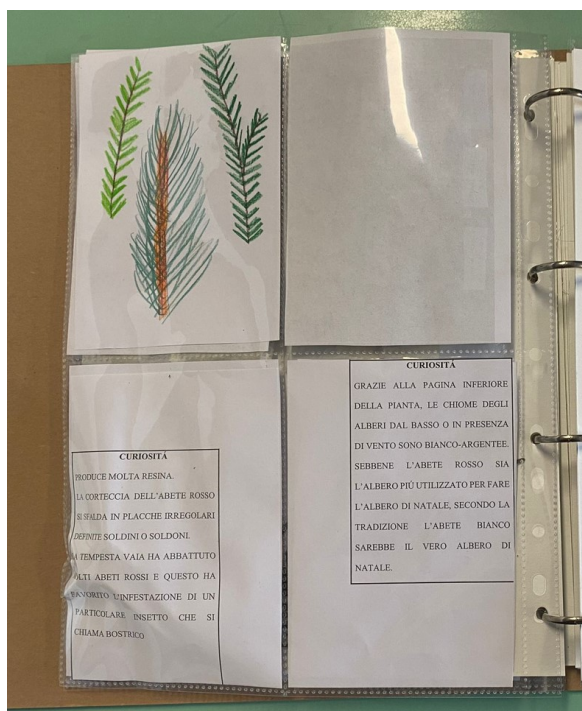 CURIOSITÀ
PRODUCE MOLTA RESINA.
LA CORTECCIA DELL'ABETE ROSSO
SI SFALDA IN PLACCHE IRREGOLARI
DEFINITE SOLDINI O SOLDONI.
TEMPESTA VAIA HA ABBATTUTO
ABETI ROSSI E QUESTO HA
FAVORITO L'INFESTAZIONE DI UN
PARTICOLARE INSETTO CHE SI
CHIAMA BOSTRICO
CURIOSITÀ
GRAZIE ALLA PAGINA INFERIORE
DELLA PIANTA, LE CHIOME DEGLI
ALBERI DAL BASSO O IN PRESENZA
DI VENTO SONO BIANCO-ARGENTEE.
SEBBENE L'ABETE ROSSO SIA
L'ALBERO PIÙ UTILIZZATO PER FARE
L'ALBERO DI NATALE, SECONDO LA
TRADIZIONE L'ABETE BIANCO
SAREBBE IL VERO ALBERO DI
NATALE.